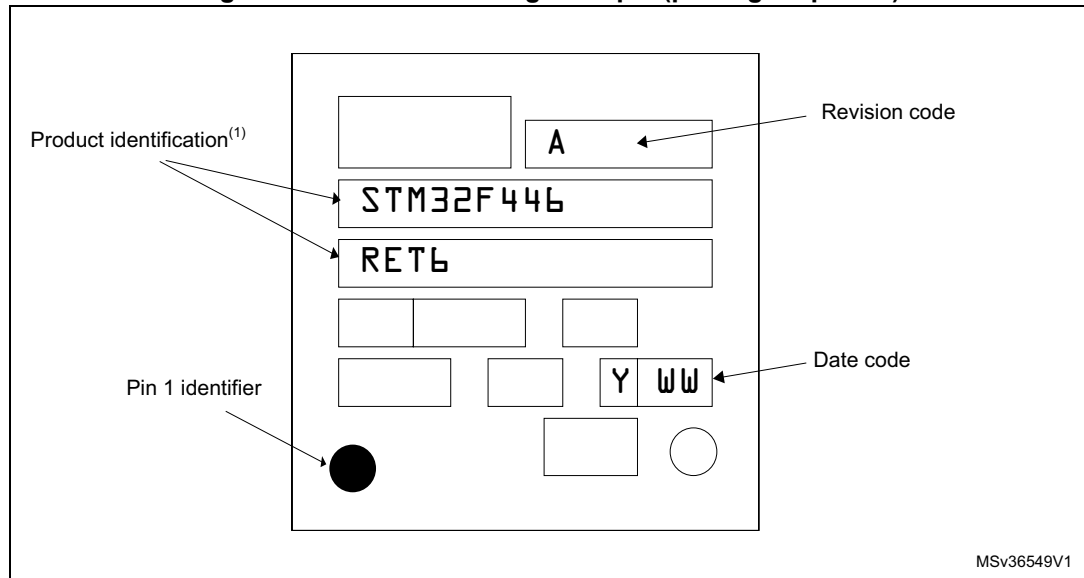 Revision code
A
Product identification(1)
STM32F446
RET6
Date code
Y WW
Pin 1 identifier
MSv36549V1